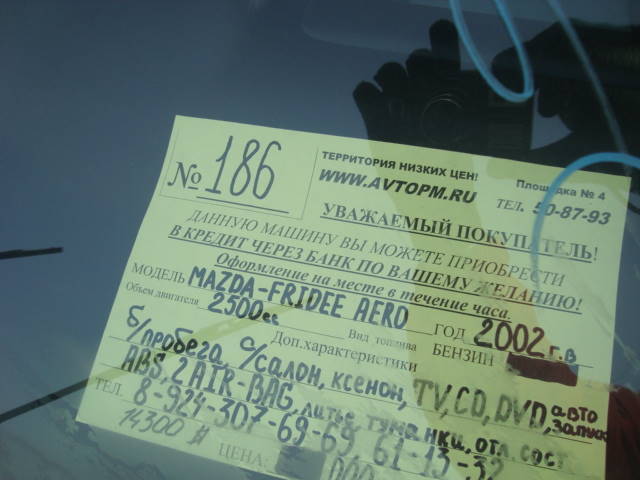 № 186
ТЕРРИТОРИЯ НИЗКИХ ЦЕН!
WWW.AVTOPM.RU
Площадка № 4
ТЕЛ. 50-87-93
УВАЖАЕМЫЙ ПОКУПАТЕЛЬ!
ДАННУЮ МАШИНУ ВЫ МОЖЕТЕ ПРИОБРЕСТИ
В КРЕДИТ ЧЕРЕЗ БАНК ПО ВАШЕМУ ЖЕЛАНИЮ!
Оформление на месте в течение часа.
МОДЕЛЬ MAZDA-FRIDEE AERO ГОД 2002 г.в
Объем двигателя 2500cc Вид топлива БЕНЗИН
Доп.характеристики
б/пробега с/салон, ксенон, TV, CD, DVD, авто
ABS, 2 AIR-BAG, литье, туманки, отл. сост запуск
ТЕЛ. 8-924-307-69-69 61-13-32
14300 $ ЦЕНА: 000